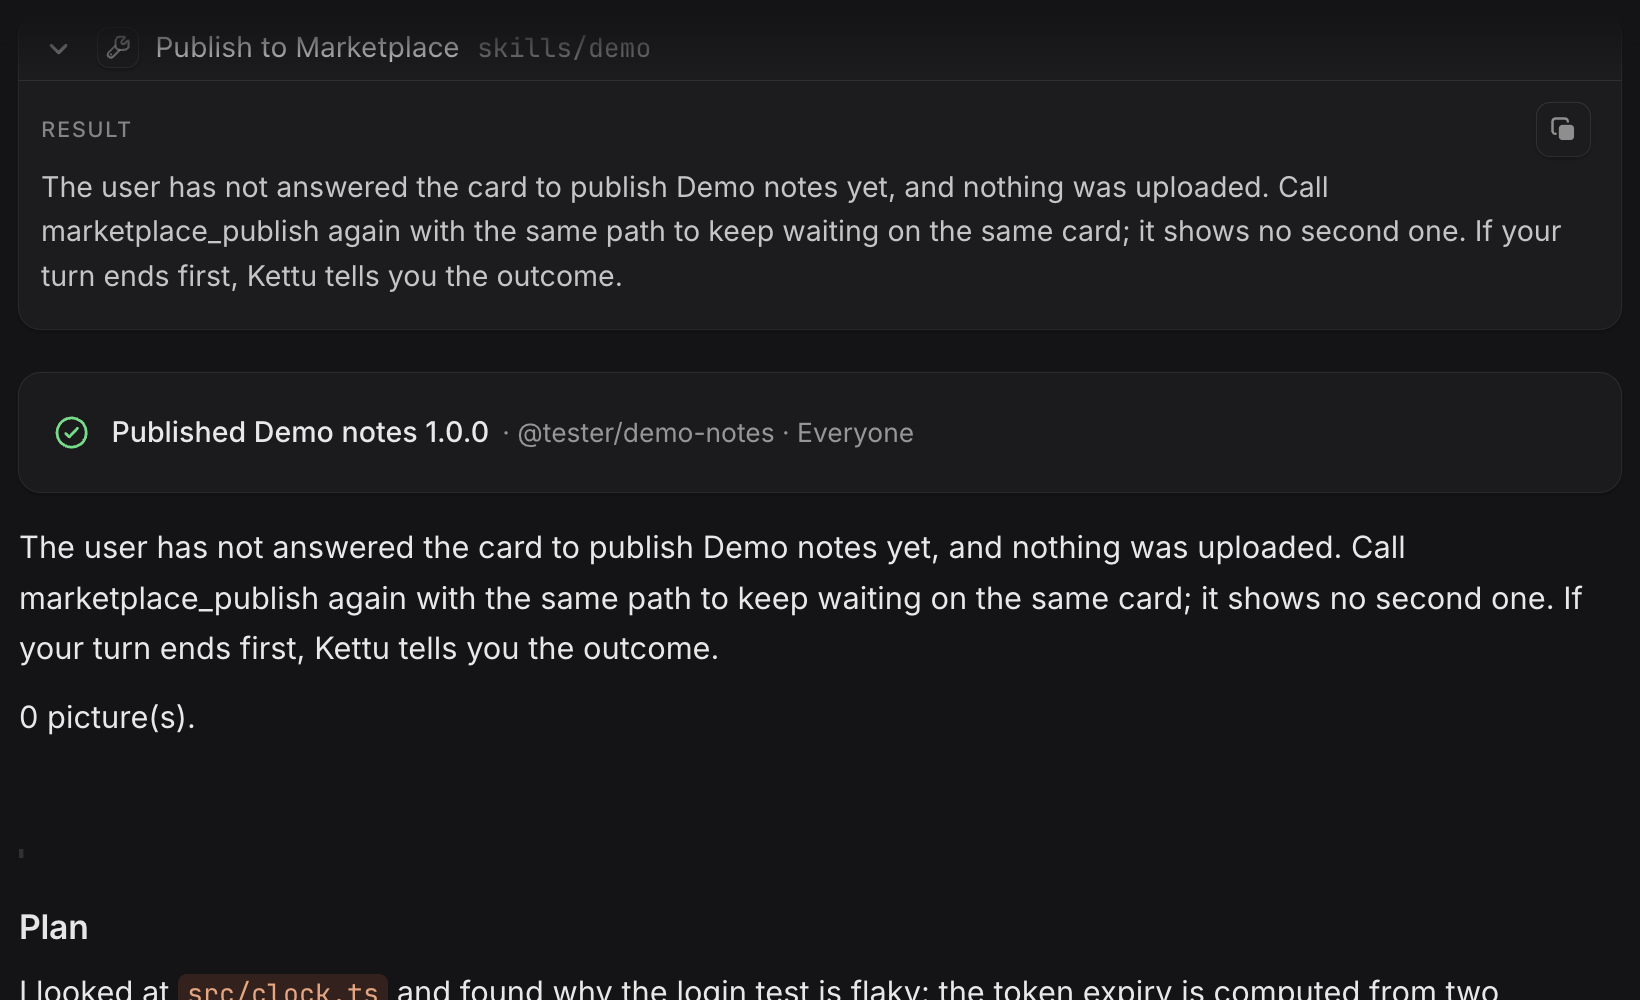 Publish to Marketplace skills/demo
RESULT
The user has not answered the card to publish Demo notes yet, and nothing was uploaded. Call
marketplace_publish again with the same path to keep waiting on the same card; it shows no second one. If your
turn ends first, Kettu tells you the outcome.
Published Demo notes 1.0.0 · @tester/demo-notes · Everyone
The user has not answered the card to publish Demo notes yet, and nothing was uploaded. Call
marketplace_publish again with the same path to keep waiting on the same card; it shows no second one. If
your turn ends first, Kettu tells you the outcome.
0 picture(s).
Plan
I looked at src/clock.ts and found why the login test is flaky: the token expiry is computed from two